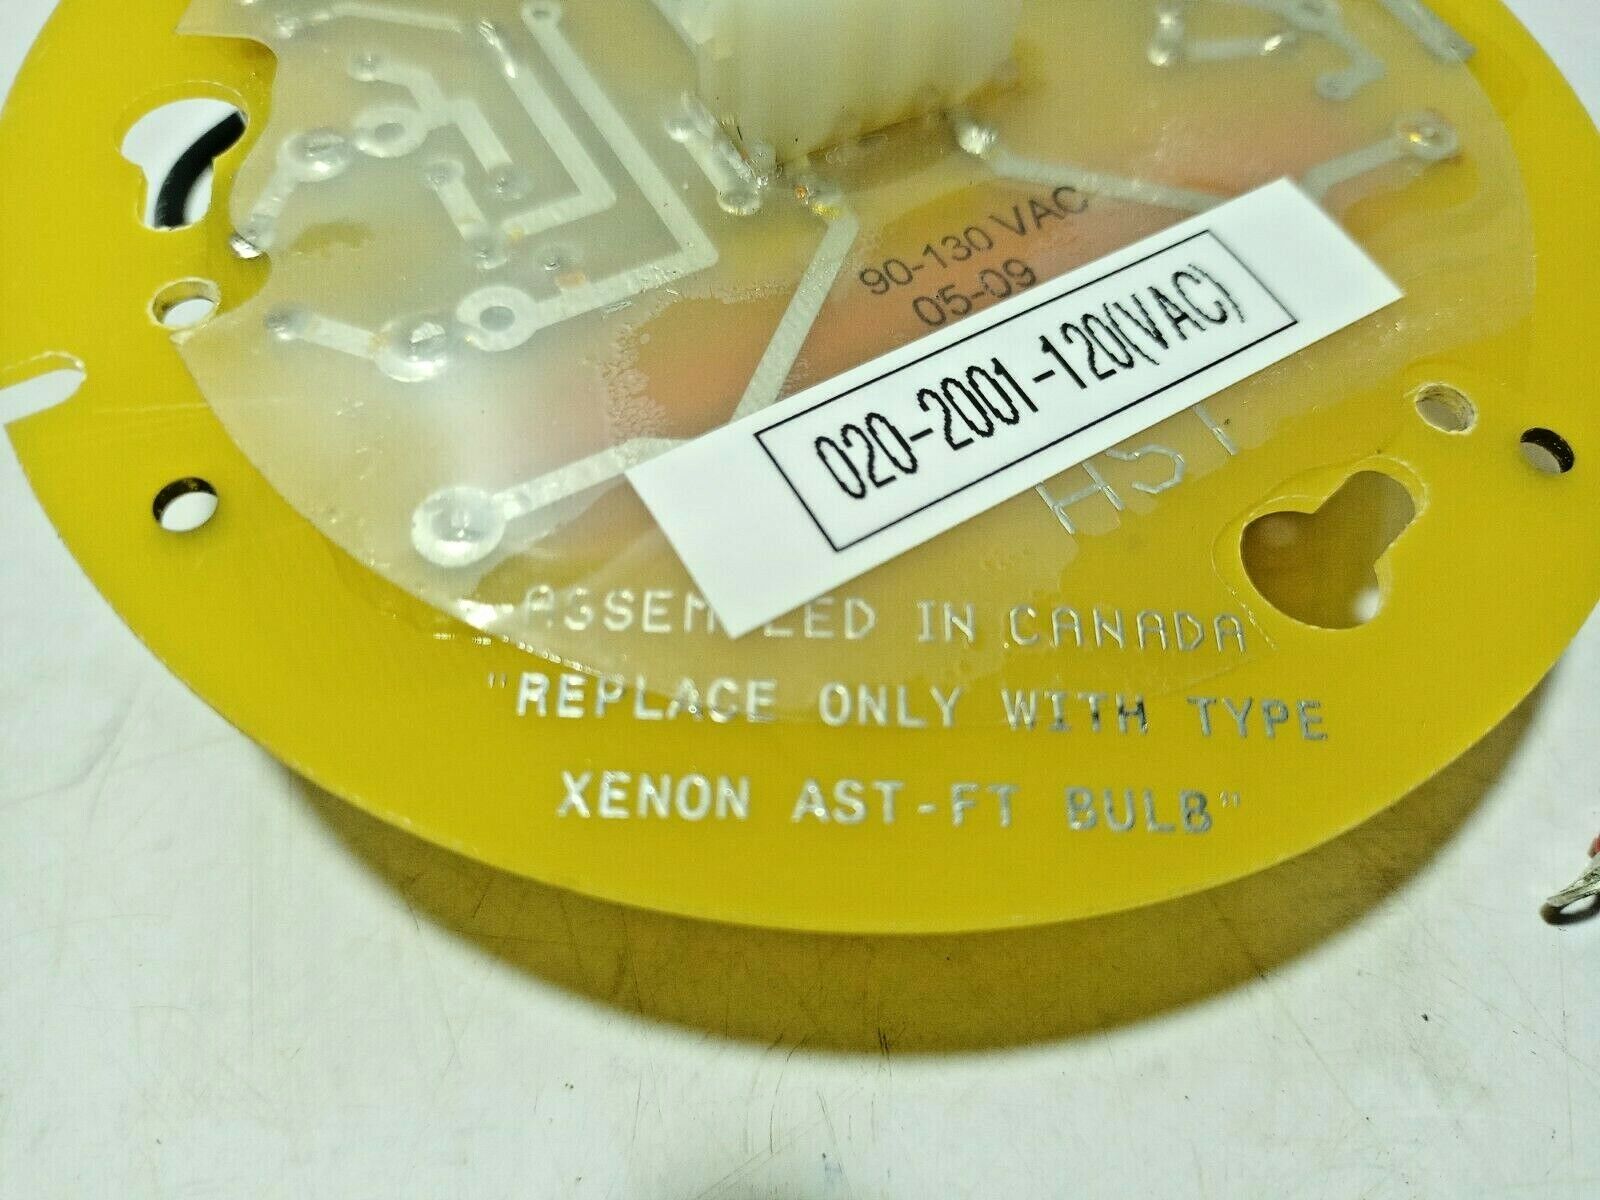 90-130 VAC
05-09
020-2001-120(VAC)
HST
ASSEMBLED IN CANADA
"REPLACE ONLY WITH TYPE
XENON AST-FT BULB"